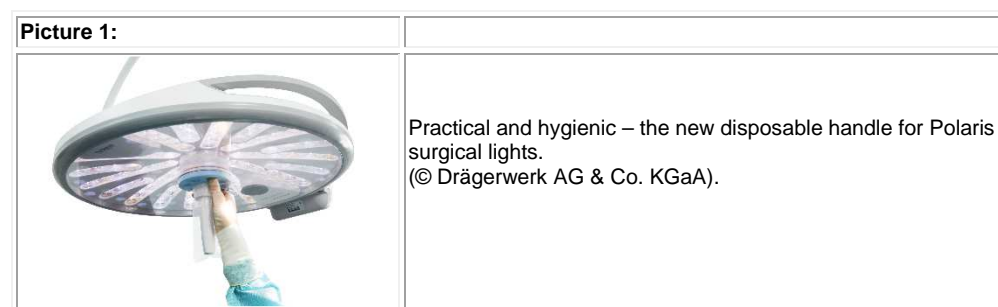 Picture 1:
Practical and hygienic – the new disposable handle for Polaris
surgical lights.
(© Drägerwerk AG & Co. KGaA).